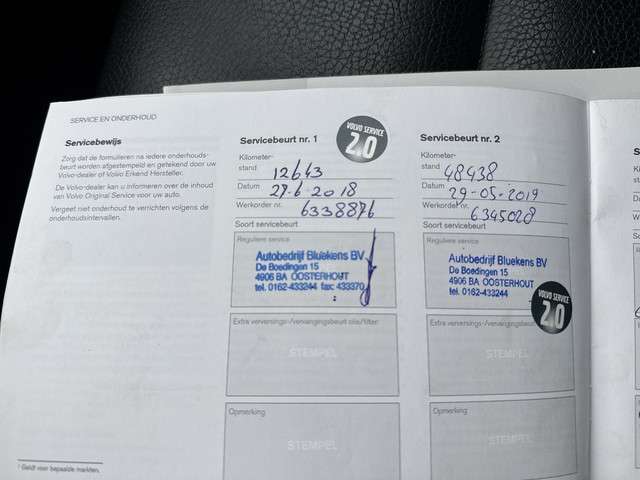 SERVICE EN ONDERHOUD
Servicebewijs
Zorg dat de formulieren na iedere onderhouds-
beurt worden afgestempeld en getekend door uw
Volvo-dealer of Volvo Erkend Hersteller.
De Volvo-dealer kan u informeren over de inhoud
van Volvo Original Service voor uw auto.
Vergeet niet onderhoud te verrichten volgens de
onderhoudsintervallen.
1 Geldt voor bepaalde markten.
Servicebeurt nr. 1
VOLVO SERVICE
2.0
Kilometer-
stand 12643
Datum 27-6-2018
Werkorder nr. 6338876
Soort servicebeurt
Reguliere service
Autobedrijf Bluekens BV
De Boedingen 15
4906 BA OOSTERHOUT
tel. 0162-433244 fax: 433370
Extra verversings-/vervangingsbeurt olie/filter:
STEMPEL
Opmerking
STEMPEL
Servicebeurt nr. 2
Kilometer-
stand 48438
Datum 29-05-2019
Werkorder nr. 6345028
Soort servicebeurt
Reguliere service
Autobedrijf Bluekens BV
De Boedingen 15
4906 BA OOSTERHOUT
tel. 0162-433244
VOLVO SERVICE
2.0
Extra verversings-/vervangingsbeurt
STEMPEL
Opmerking
STEMPEL